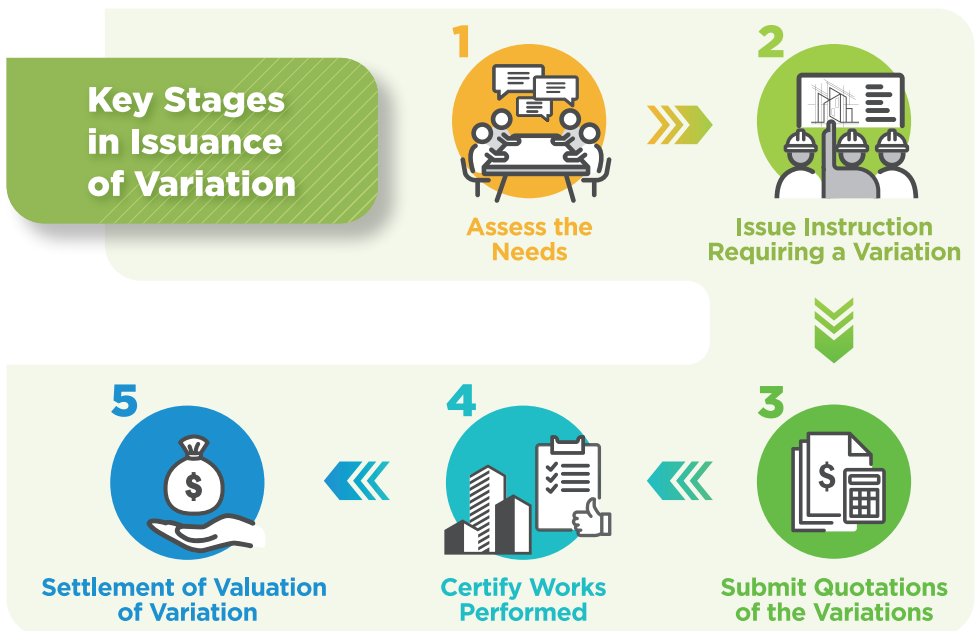 Key Stages
in Issuance
of Variation
1
Assess the
Needs
2
Issue Instruction
Requiring a Variation
3
$
Submit Quotations
of the Variations
4
Certify Works
Performed
5
$
Settlement of Valuation
of Variation